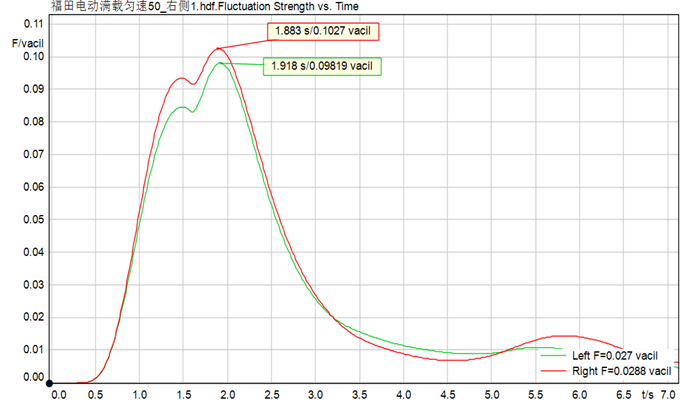 福田电动满载匀速50_右侧1.hdf.Fluctuation Strength vs. Time
0.11
F/vacil
0.10
0.09
0.08
0.07
0.06
0.05
0.04
0.03
0.02
0.01
0.00
1.883 s/0.1027 vacil
1.918 s/0.09819 vacil
Left F=0.027 vacil
Right F=0.0288 vacil
0.0 0.5 1.0 1.5 2.0 2.5 3.0 3.5 4.0 4.5 5.0 5.5 6.0 6.5 t/s 7.0